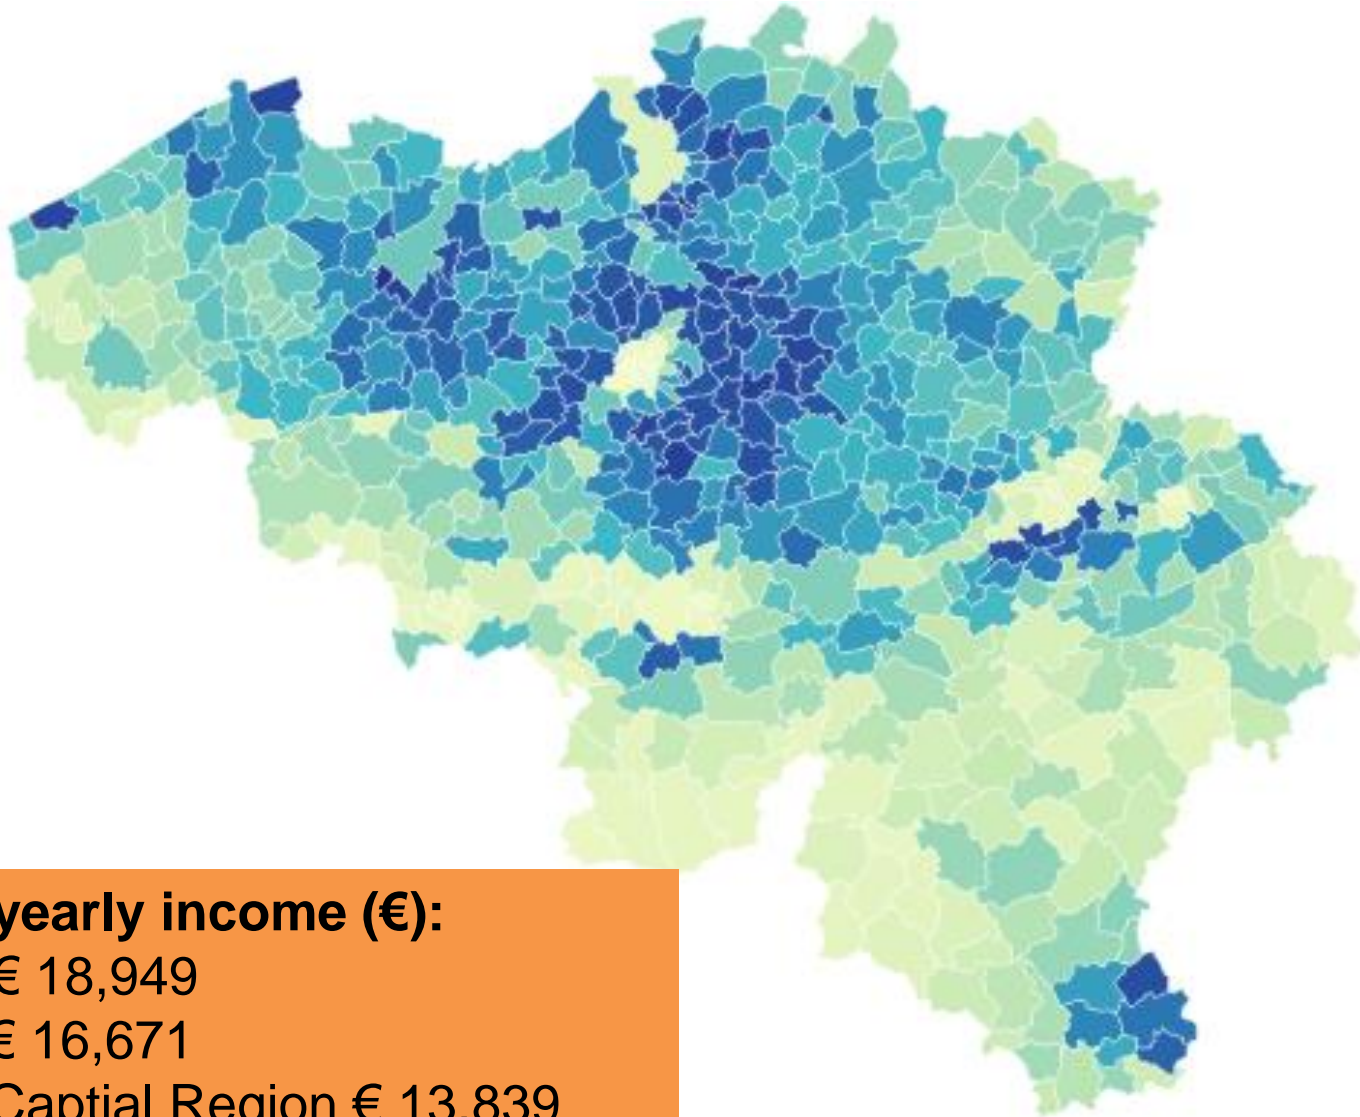 yearly income (€):
€ 18,949
€ 16,671
Captial Region € 13,839